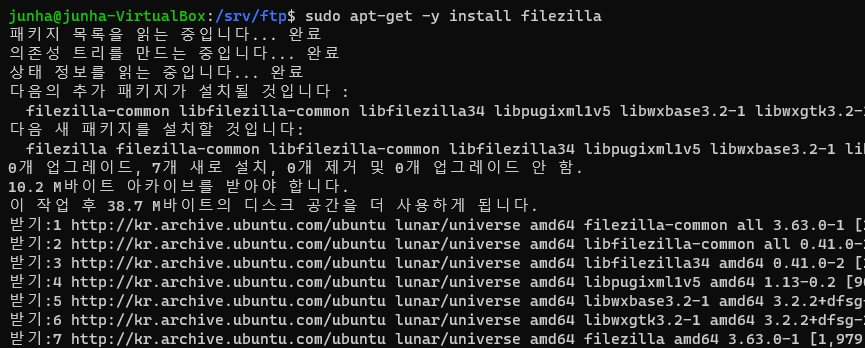 junha@junha-VirtualBox:/srv/ftp$ sudo apt-get -y install filezilla
패키지 목록을 읽는 중입니다... 완료
의존성 트리를 만드는 중입니다... 완료
상태 정보를 읽는 중입니다... 완료
다음의 추가 패키지가 설치될 것입니다 :
  filezilla-common libfilezilla-common libfilezilla34 libpugixml1v5 libwxbase3.2-1 libwxgtk3.2-
다음 새 패키지를 설치할 것입니다:
  filezilla filezilla-common libfilezilla-common libfilezilla34 libpugixml1v5 libwxbase3.2-1
0개 업그레이드, 7개 새로 설치, 0개 제거 및 0개 업그레이드 안 함.
10.2 M바이트 아카이브를 받아야 합니다.
이 작업 후 38.7 M바이트의 디스크 공간을 더 사용하게 됩니다.
받기:1 http://kr.archive.ubuntu.com/ubuntu lunar/universe amd64 filezilla-common all 3.63.0-1
받기:2 http://kr.archive.ubuntu.com/ubuntu lunar/universe amd64 libfilezilla-common all 0.41.0-
받기:3 http://kr.archive.ubuntu.com/ubuntu lunar/universe amd64 libfilezilla34 amd64 0.41.0-2
받기:4 http://kr.archive.ubuntu.com/ubuntu lunar/universe amd64 libpugixml1v5 amd64 1.13-0.2
받기:5 http://kr.archive.ubuntu.com/ubuntu lunar/universe amd64 libwxbase3.2-1 amd64 3.2.2+dfsg-
받기:6 http://kr.archive.ubuntu.com/ubuntu lunar/universe amd64 libwxgtk3.2-1 amd64 3.2.2+dfsg-
받기:7 http://kr.archive.ubuntu.com/ubuntu lunar/universe amd64 filezilla amd64 3.63.0-1 [1,979